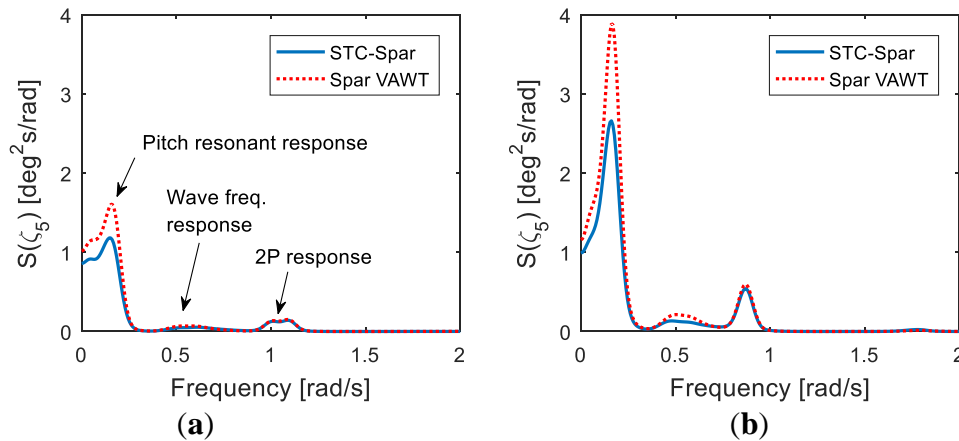 (a)
4
3
2
1
0
S(ζ5) [deg2s/rad]
STC-Spar
Spar VAWT
Pitch resonant response
Wave freq.
response
2P response
0 0.5 1 1.5 2
Frequency [rad/s]
(a)
(b)
4
3
2
1
0
S(ζ5) [deg2s/rad]
STC-Spar
Spar VAWT
0 0.5 1 1.5 2
Frequency [rad/s]
(b)